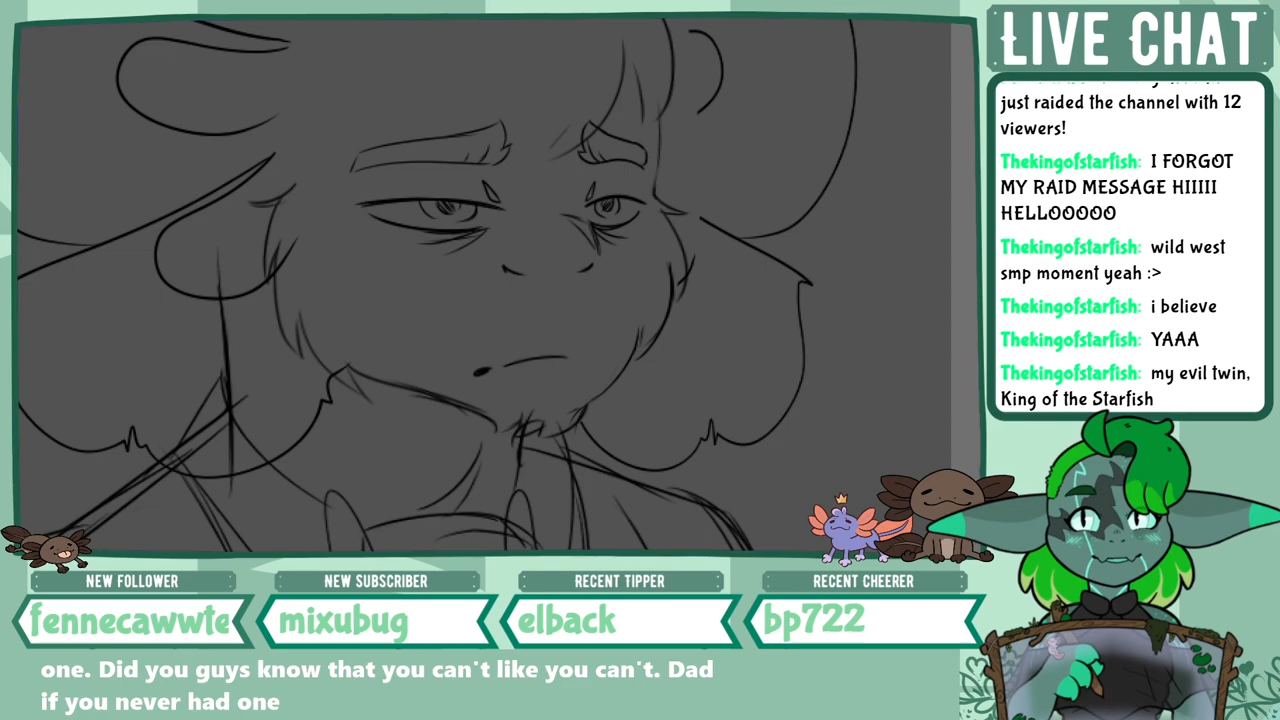 LIVE CHAT
just raided the channel with 12
viewers!
Thekingofstarfish: I FORGOT
MY RAID MESSAGE HIIIII
HELLOOOOO
Thekingofstarfish: wild west
smp moment yeah :>
Thekingofstarfish: i believe
Thekingofstarfish: YAAA
Thekingofstarfish: my evil twin,
King of the Starfish
NEW FOLLOWER
NEW SUBSCRIBER
RECENT TIPPER
RECENT CHEERER
fennecawwte
mixubug
elback
bp722
one. Did you guys know that you can't like you can't. Dad
if you never had one